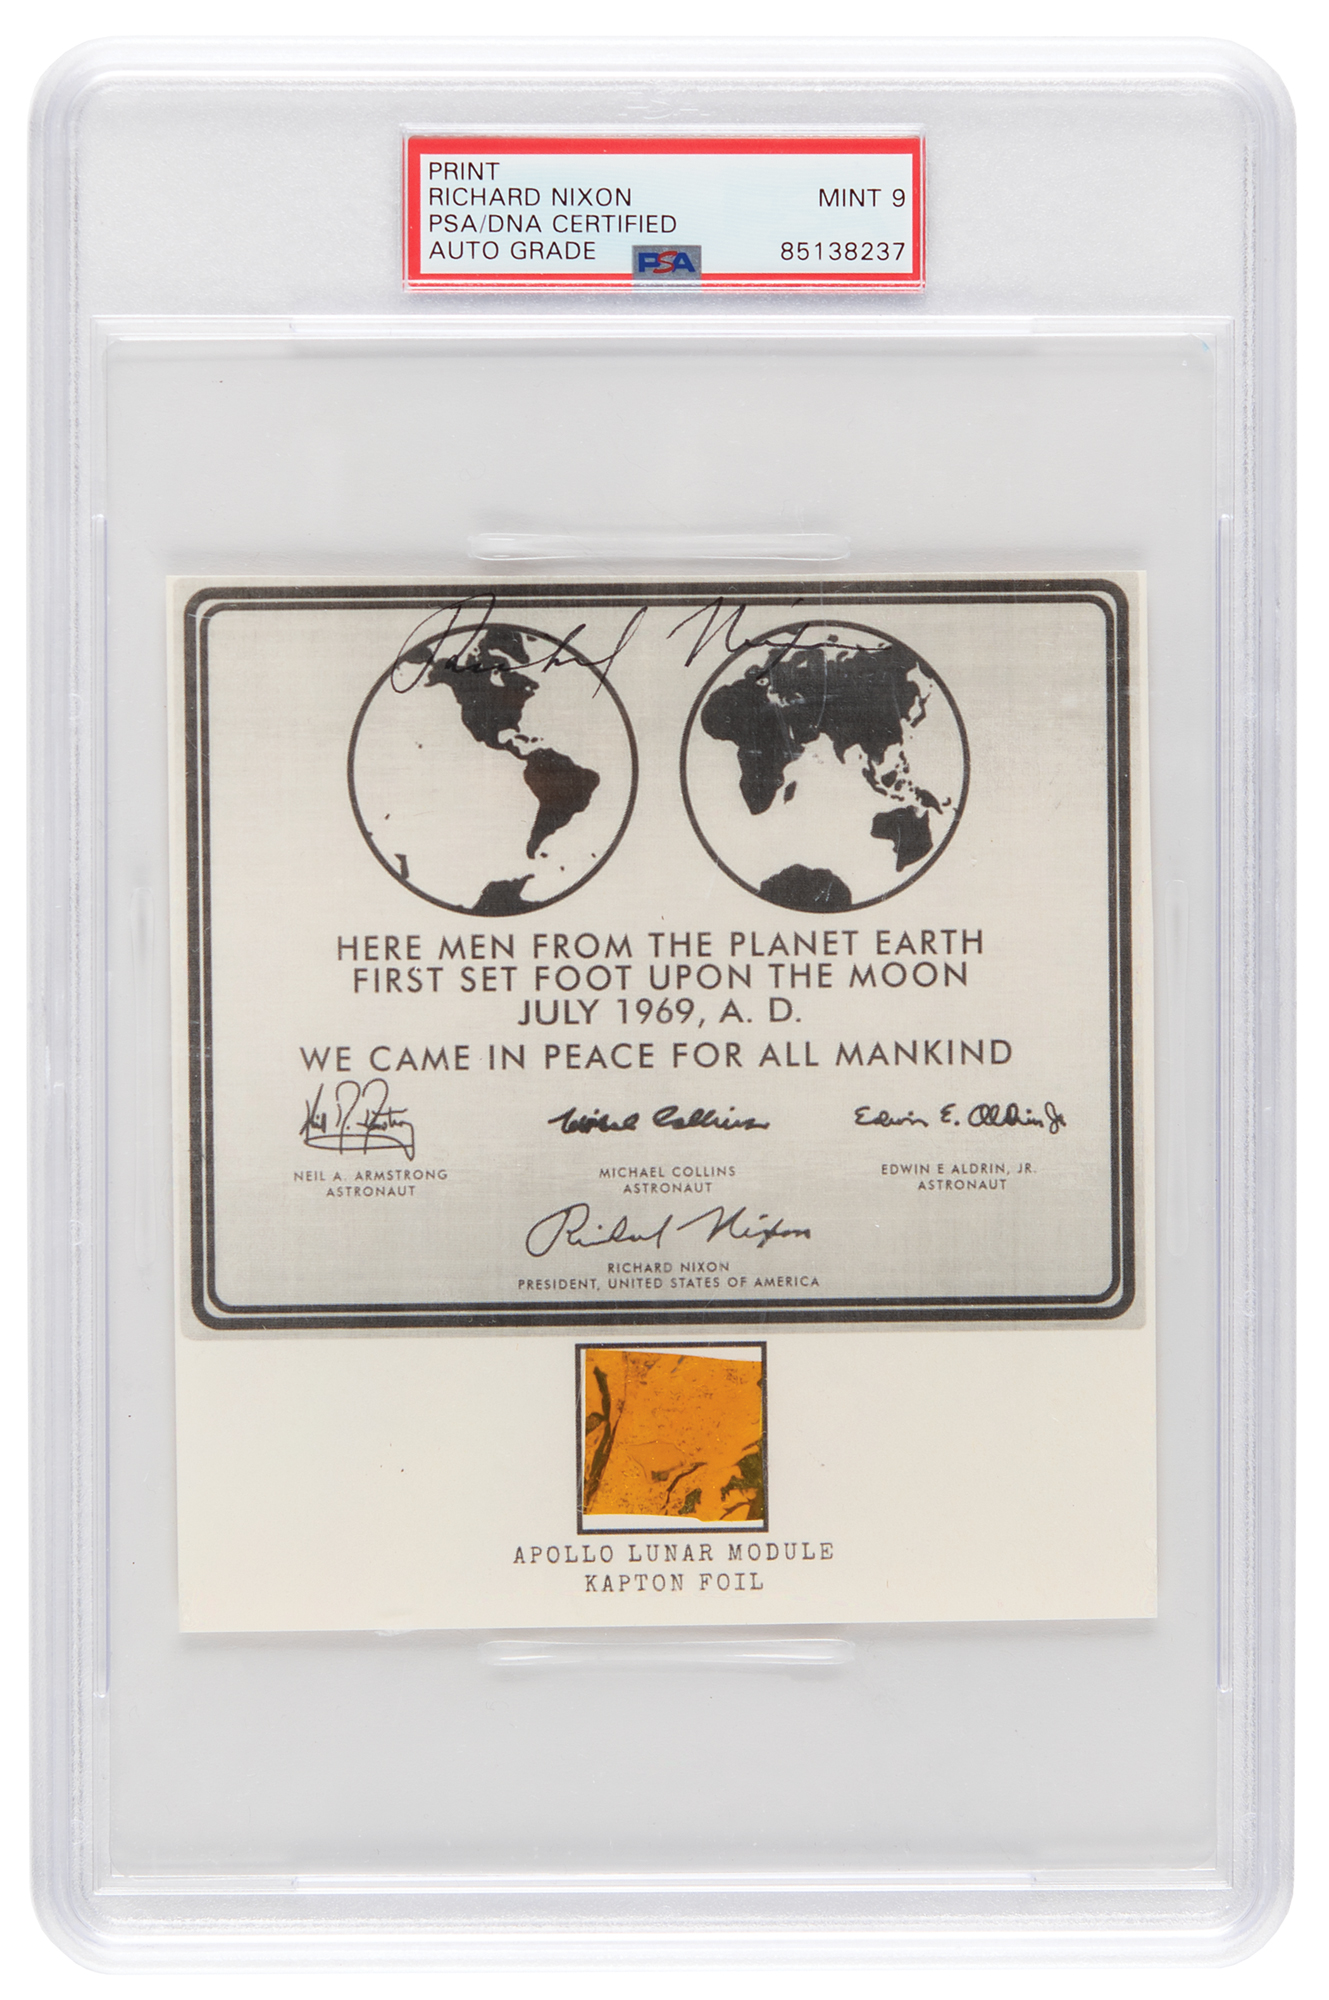 PRINT
RICHARD NIXON MINT 9
PSA/DNA CERTIFIED
AUTO GRADE PSA 85138237
Richard Nixon
HERE MEN FROM THE PLANET EARTH
FIRST SET FOOT UPON THE MOON
JULY 1969, A. D.
WE CAME IN PEACE FOR ALL MANKIND
Neil A. Armstrong Michael Collins Edwin E. Aldrin Jr
NEIL A. ARMSTRONG MICHAEL COLLINS EDWIN E ALDRIN, JR.
ASTRONAUT ASTRONAUT ASTRONAUT
Richard Nixon
RICHARD NIXON
PRESIDENT, UNITED STATES OF AMERICA
APOLLO LUNAR MODULE
KAPTON FOIL